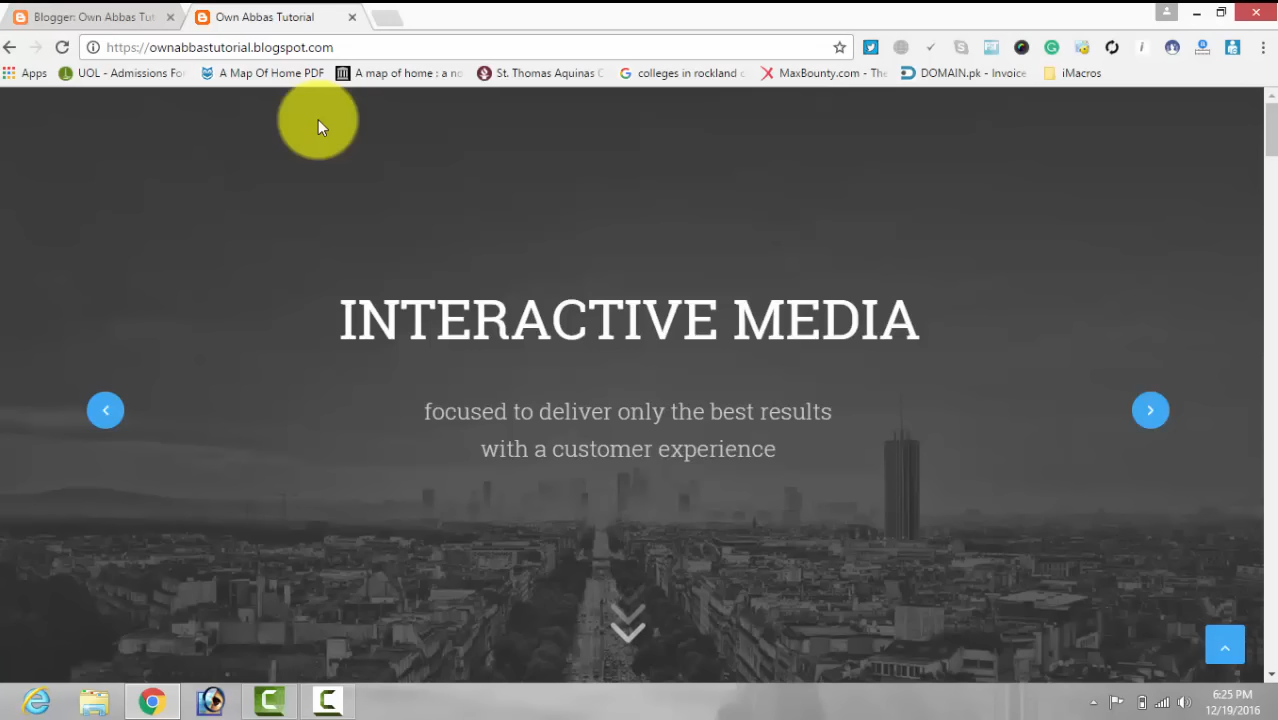 Blogger: Own Abbas Tut
Own Abbas Tutorial
https://ownabbastutorial.blogspot.com
Apps
UOL - Admissions Fo
A Map Of Home PDF
A map of home : a no
St. Thomas Aquinas C
colleges in rockland c
MaxBounty.com - The
DOMAIN.pk - Invoice
iMacros
INTERACTIVE MEDIA
focused to deliver only the best results
with a customer experience
6:25 PM
12/19/2016